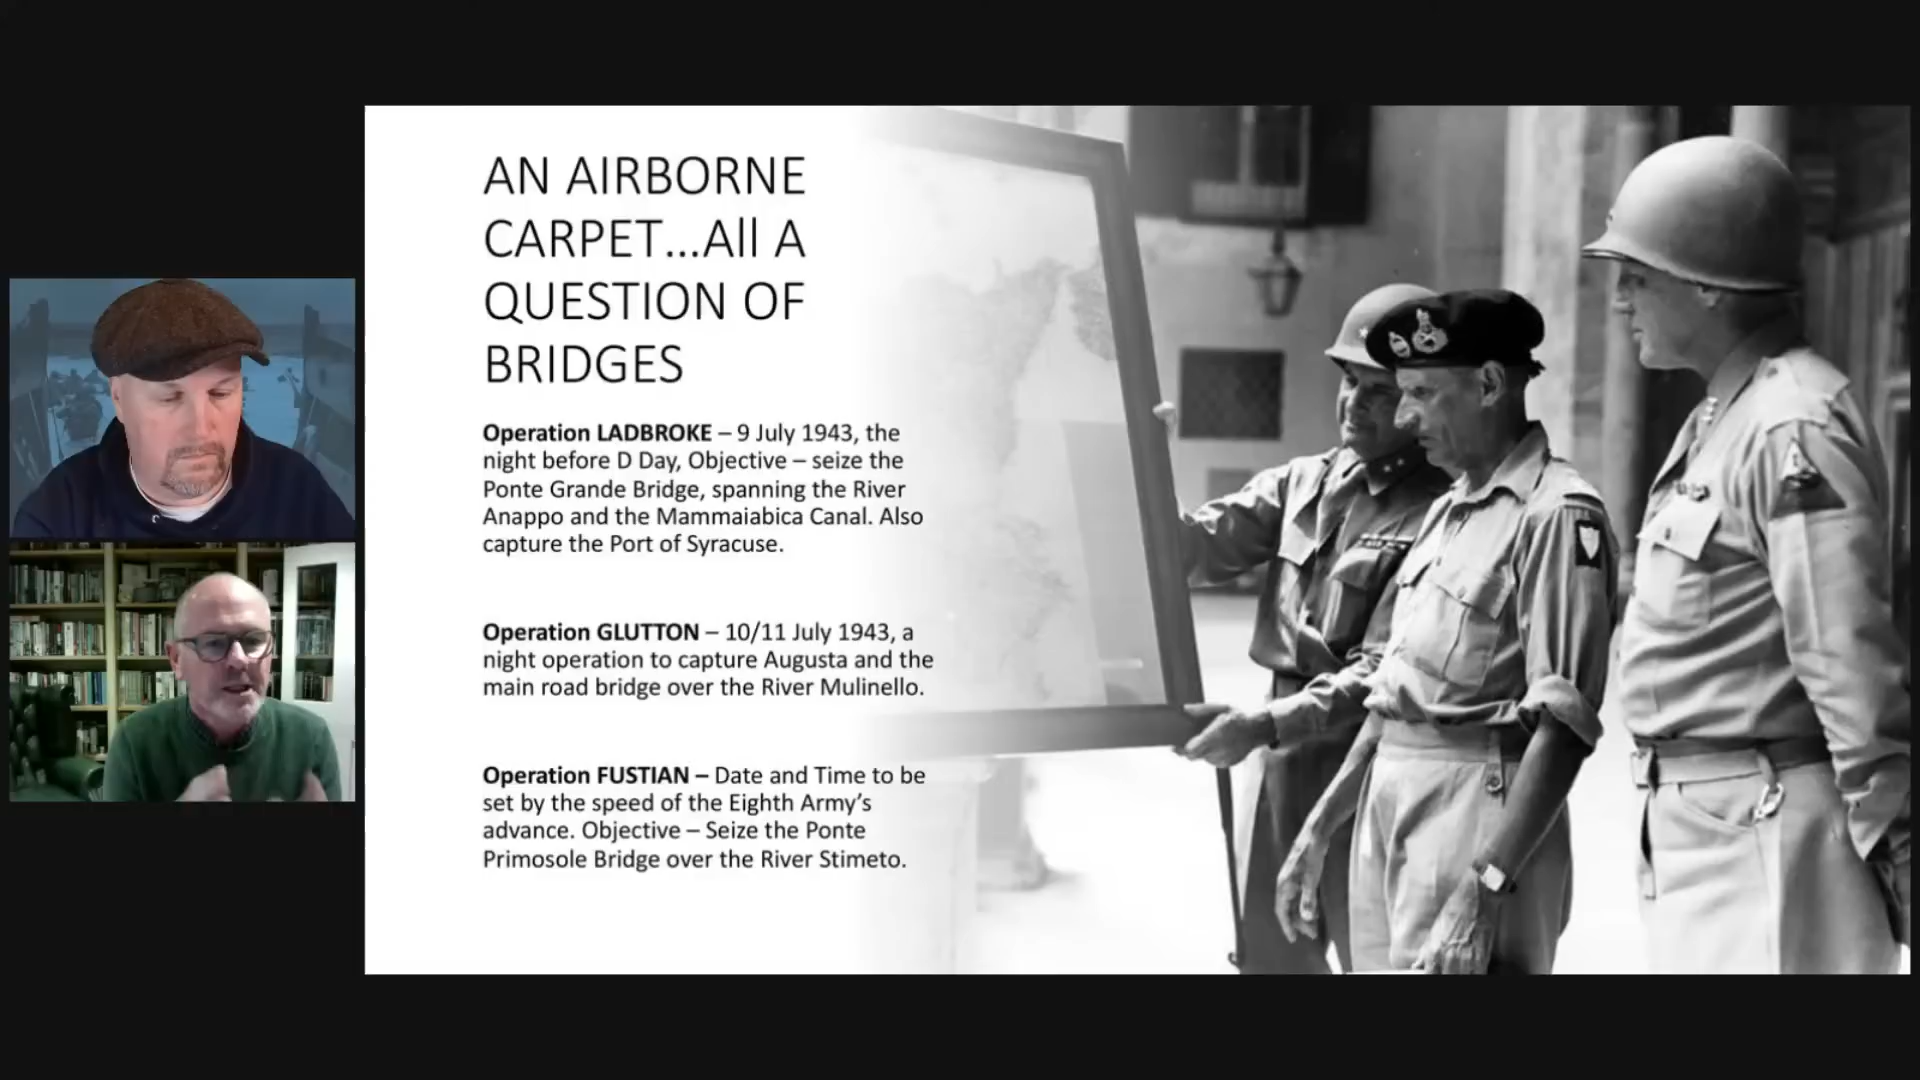 AN AIRBORNE
CARPET...All A
QUESTION OF
BRIDGES
Operation LADBROKE – 9 July 1943, the
night before D Day, Objective – seize the
Ponte Grande Bridge, spanning the River
Anappo and the Mammaiabica Canal. Also
capture the Port of Syracuse.
Operation GLUTTON – 10/11 July 1943, a
night operation to capture Augusta and the
main road bridge over the River Mulinello.
Operation FUSTIAN – Date and Time to be
set by the speed of the Eighth Army's
advance. Objective – Seize the Ponte
Primosole Bridge over the River Stimeto.